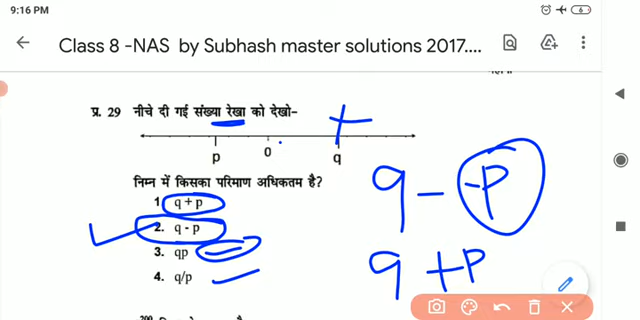 9:16 PM
Class 8 -NAS by Subhash master solutions 2017....
प्र. 29 नीचे दी गई संख्या रेखा को देखो-
p 0 q
निम्न में किसका परिमाण अधिकतम है?
1. q + p
2. q - p
3. qp
4. q/p
+
q - -p
q + p